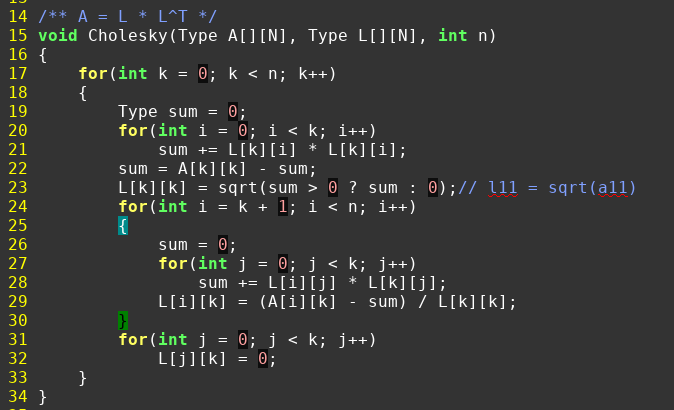 14 /** A = L * L^T */
15 void Cholesky(Type A[][N], Type L[][N], int n)
16 {
17     for(int k = 0; k < n; k++)
18     {
19         Type sum = 0;
20         for(int i = 0; i < k; i++)
21             sum += L[k][i] * L[k][i];
22         sum = A[k][k] - sum;
23         L[k][k] = sqrt(sum > 0 ? sum : 0);// l11 = sqrt(a11)
24         for(int i = k + 1; i < n; i++)
25         {
26             sum = 0;
27             for(int j = 0; j < k; j++)
28                 sum += L[i][j] * L[k][j];
29             L[i][k] = (A[i][k] - sum) / L[k][k];
30         }
31         for(int j = 0; j < k; j++)
32             L[j][k] = 0;
33     }
34 }